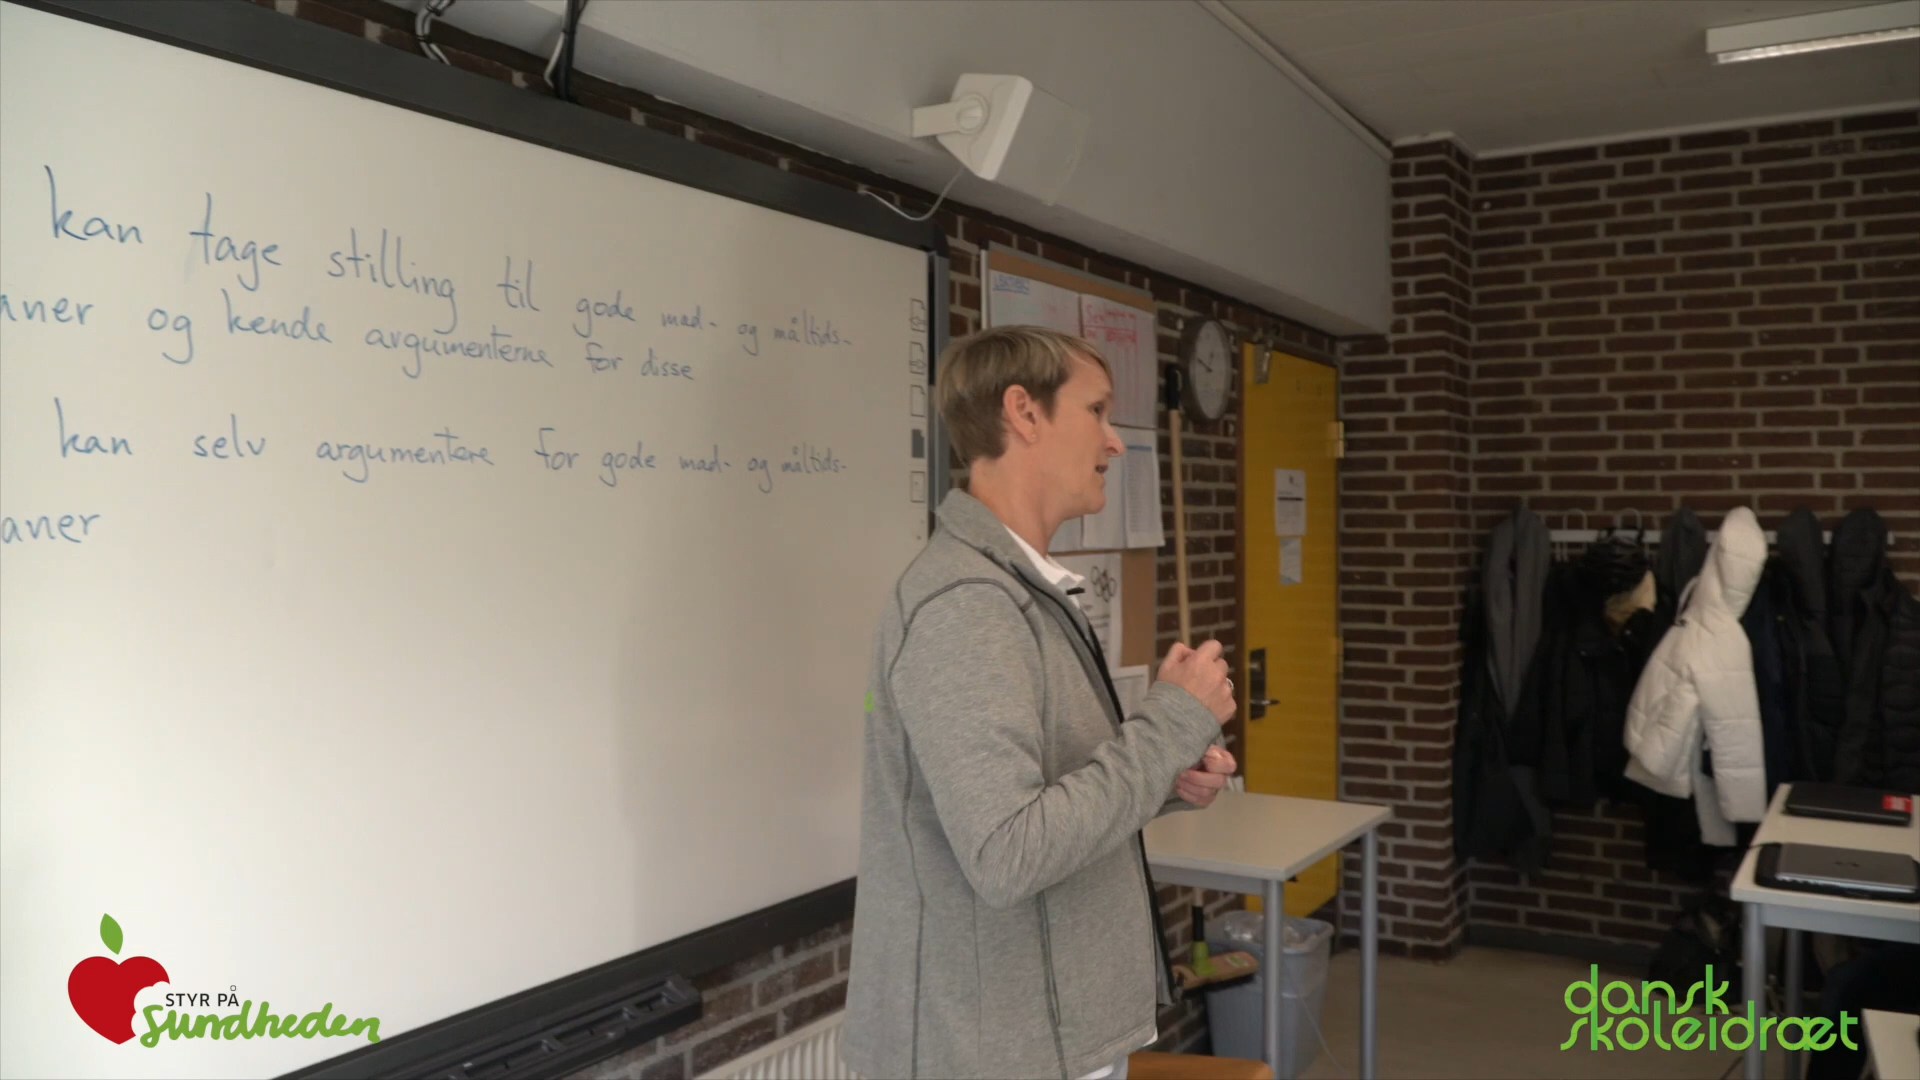 kan tage stilling til gode mad- og måltids-
aner og kende argumenterne for disse
kan selv argumentere for gode mad- og måltids-
aner
STYR PÅ
Sundheden
dansk
skoleidræt